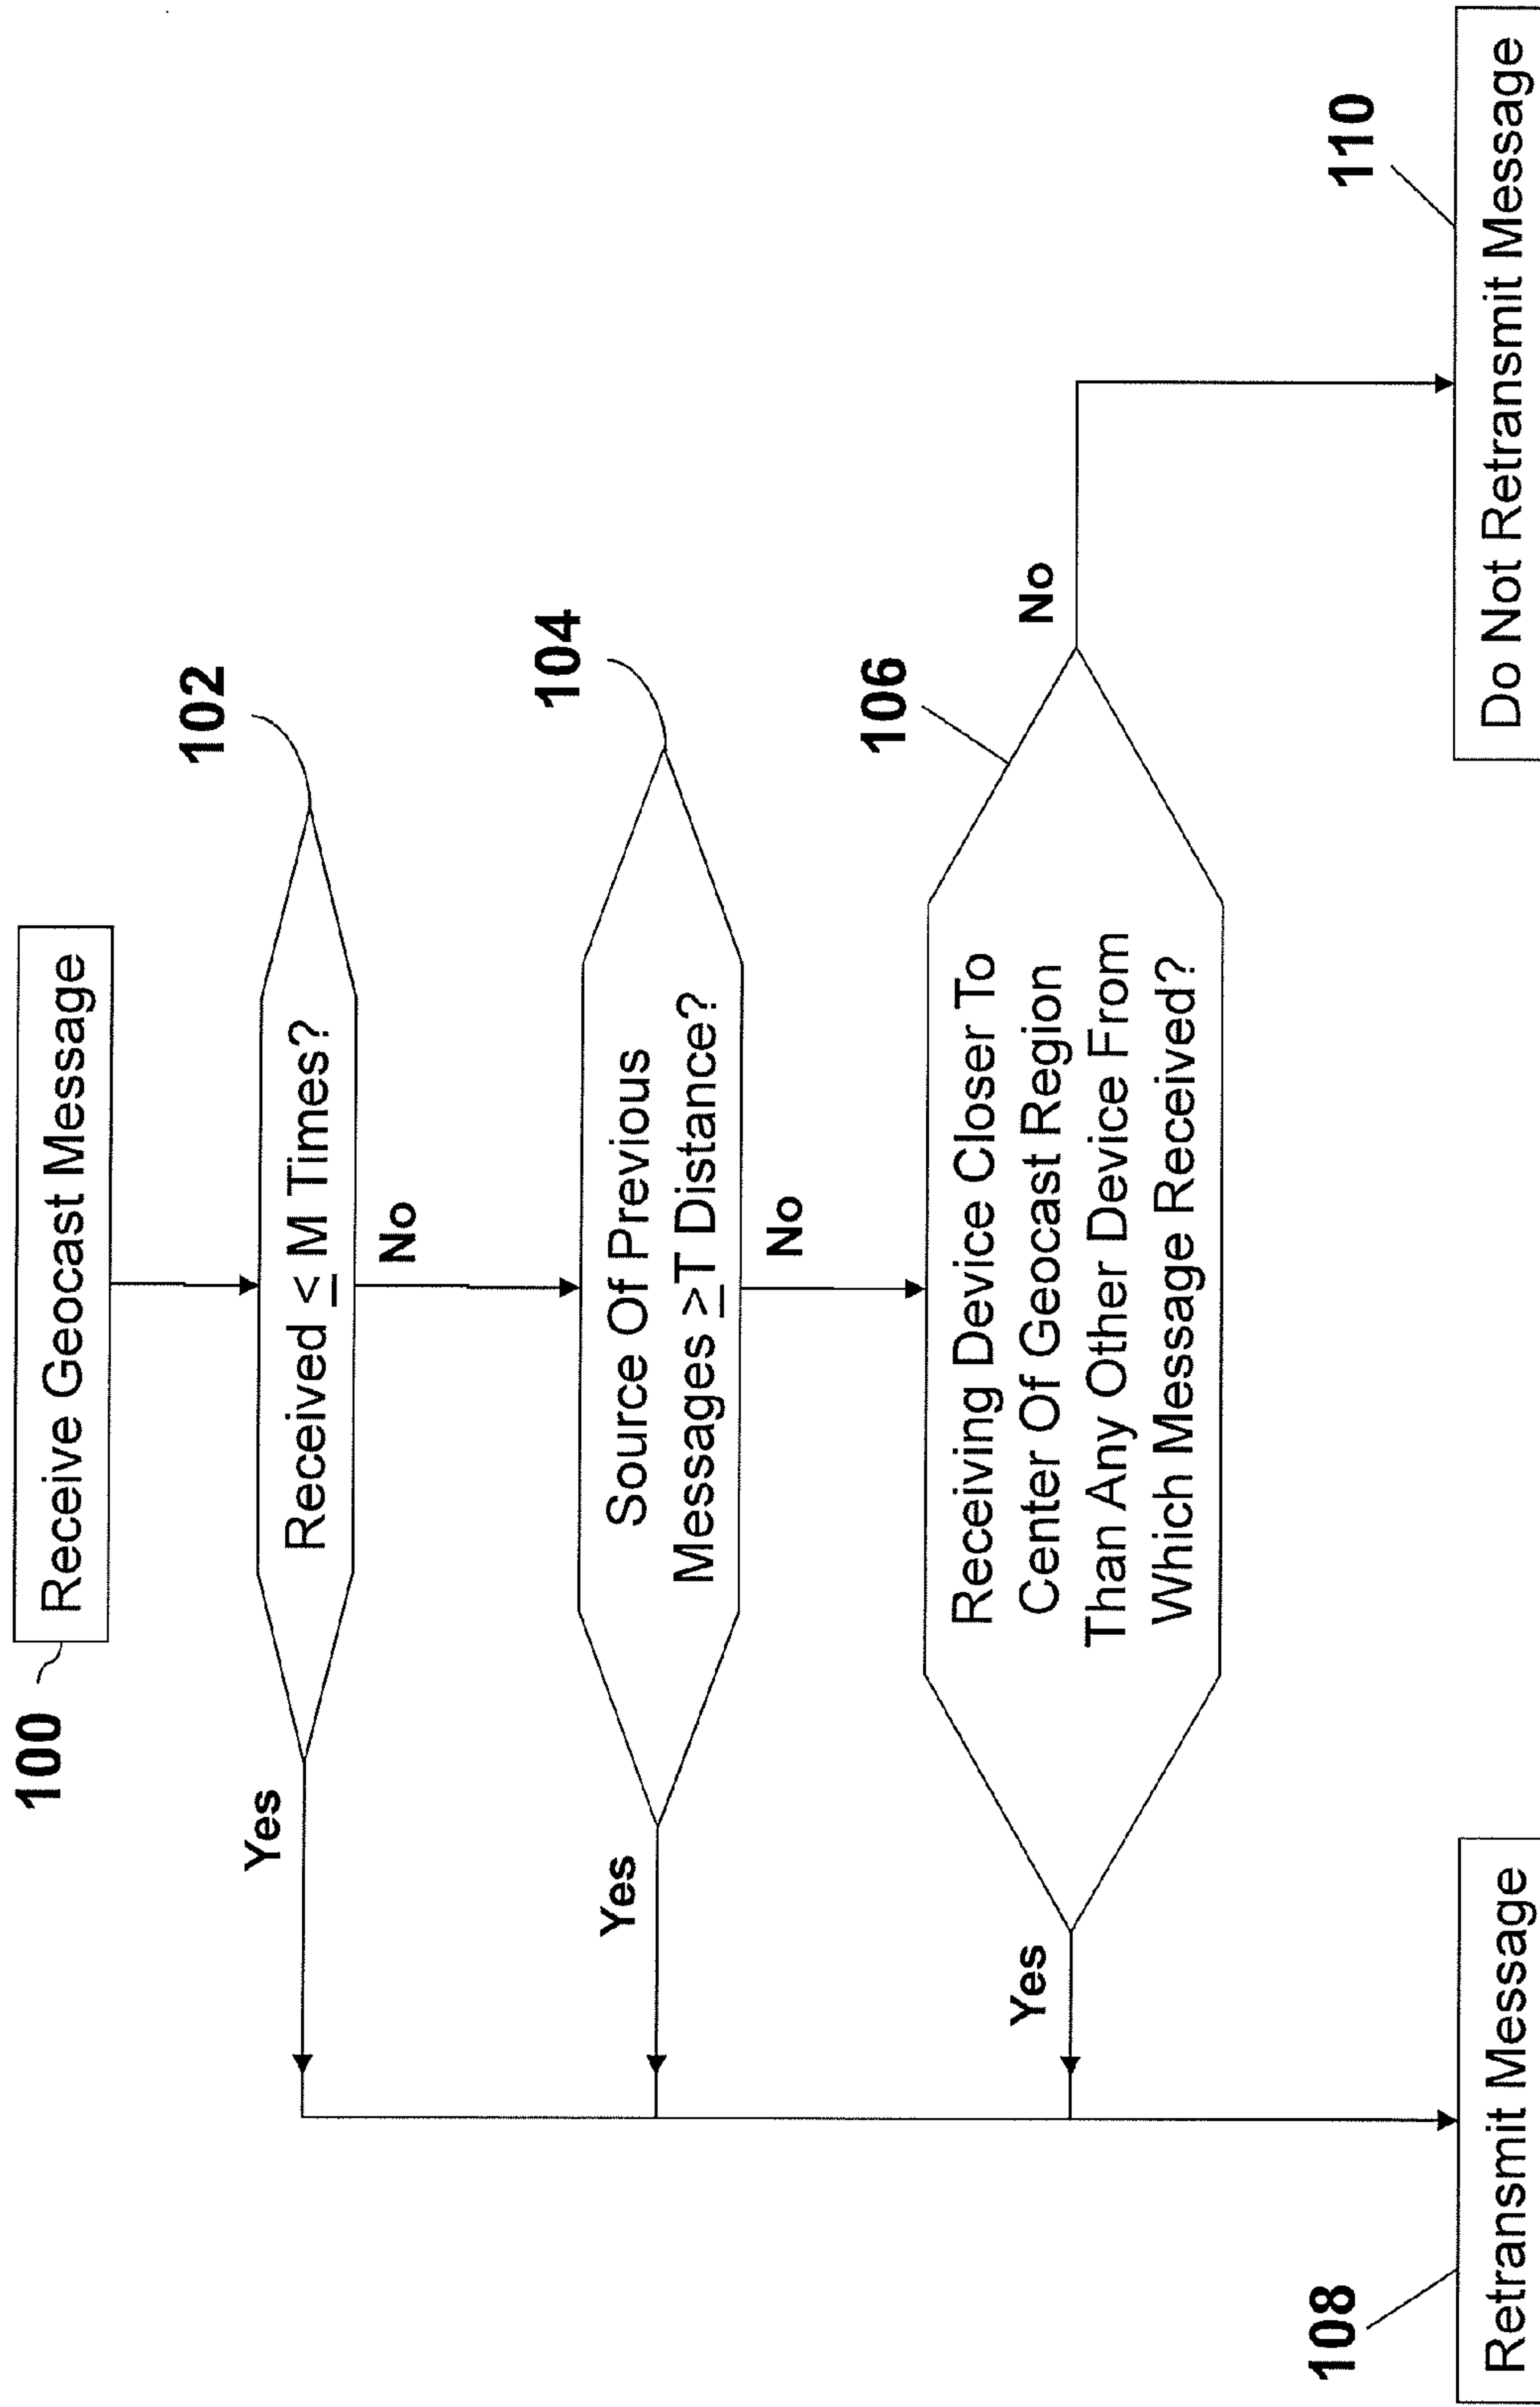 100
Receive Geocast Message
102
Received ≤ M Times?
Yes
No
104
Source Of Previous
Messages ≥T Distance?
Yes
No
106
Receiving Device Closer To
Center Of Geocast Region
Than Any Other Device From
Which Message Received?
Yes
No
108
Retransmit Message
110
Do Not Retransmit Message